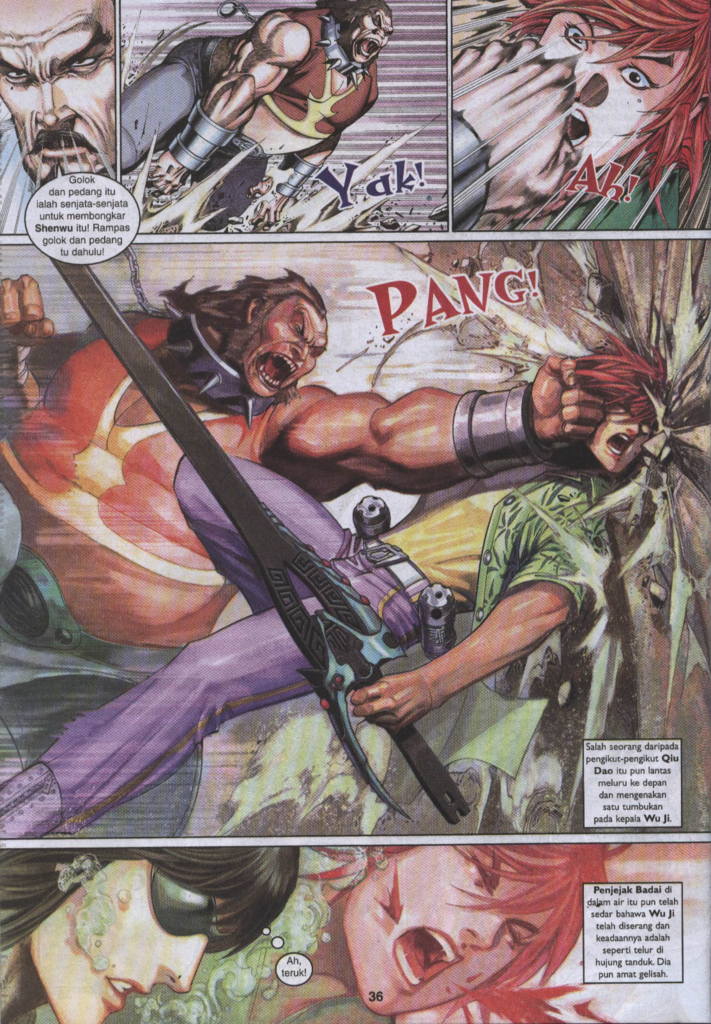 Golok
dan pedang itu
ialah senjata-senjata
untuk membongkar
Shenwu itu! Rampas
golok dan pedang
tu dahulu!
Yak!
Ah!
PANG!
Salah seorang daripada
pengikut-pengikut Qiu
Dao itu pun lantas
meluru ke depan
dan mengenakan
satu tumbukan
pada kepala Wu Ji.
Penjejak Badai di
dalam air itu pun telah
sedar bahawa Wu Ji
telah diserang dan
keadaannya adalah
seperti telur di
hujung tanduk. Dia
pun amat gelisah.
Ah,
teruk!
36